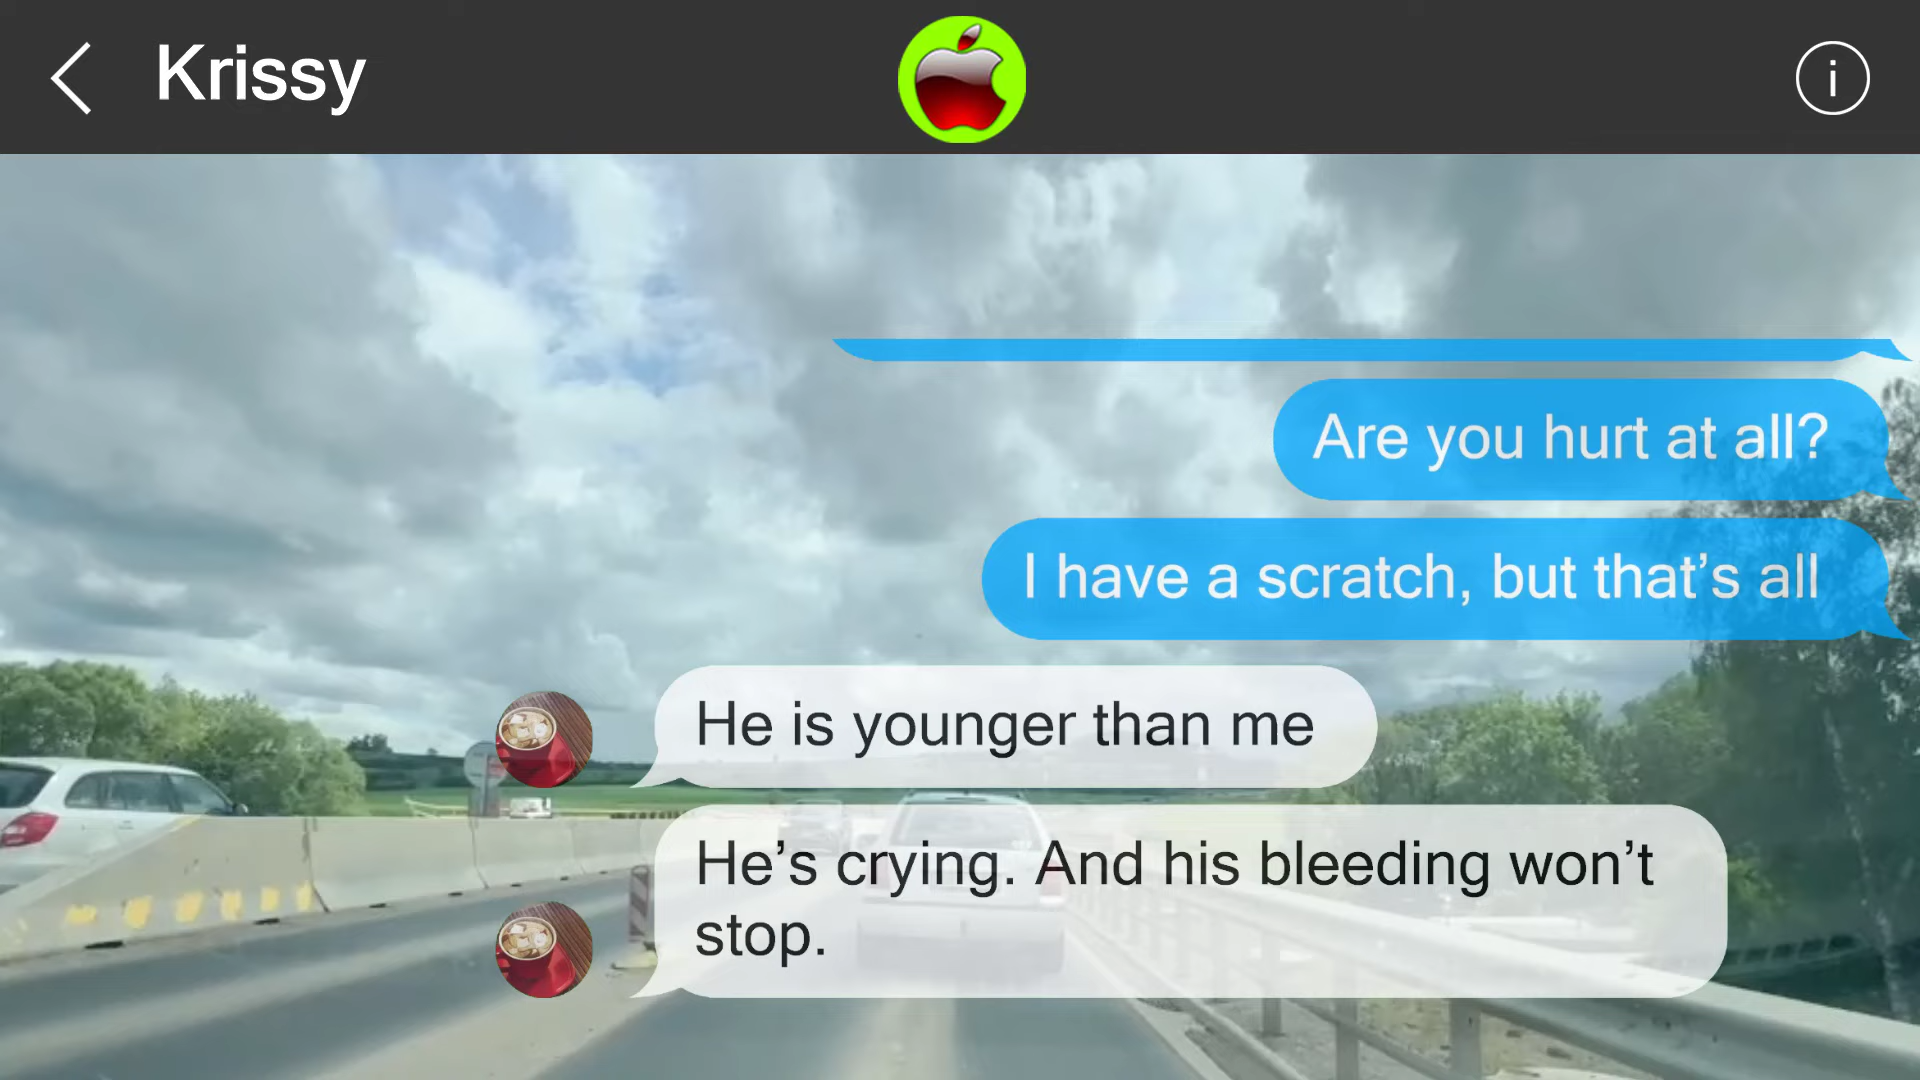 Krissy
i
Are you hurt at all?
I have a scratch, but that’s all
He is younger than me
He’s crying. And his bleeding won’t
stop.